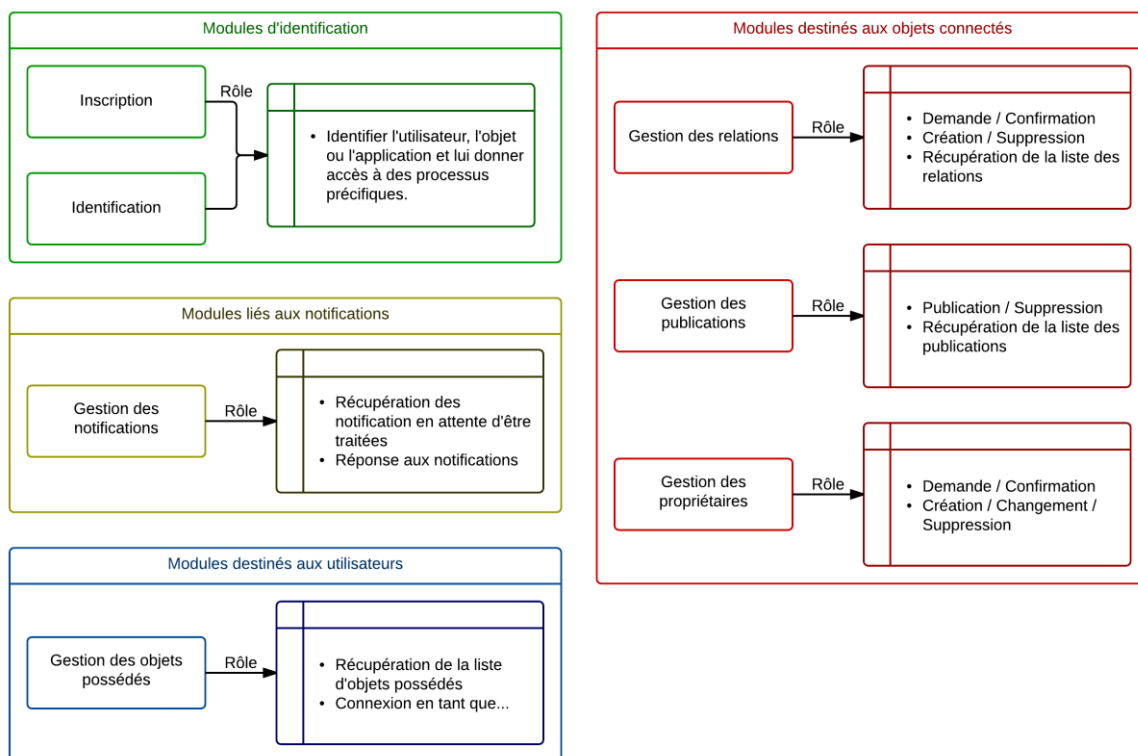 Modules d'identification
Inscription
Rôle
Identification
• Identifier l'utilisateur, l'objet
ou l'application et lui donner
accès à des processus
précifiques.
Modules liés aux notifications
Gestion des
notifications
Rôle
• Récupération des
notification en attente d'être
traitées
• Réponse aux notifications
Modules destinés aux utilisateurs
Gestion des objets
possédés
Rôle
• Récupération de la liste
d'objets possédés
• Connexion en tant que...
Modules destinés aux objets connectés
Gestion des relations
Rôle
• Demande / Confirmation
• Création / Suppression
• Récupération de la liste des
relations
Gestion des
publications
Rôle
• Publication / Suppression
• Récupération de la liste des
publications
Gestion des
propriétaires
Rôle
• Demande / Confirmation
• Création / Changement /
Suppression